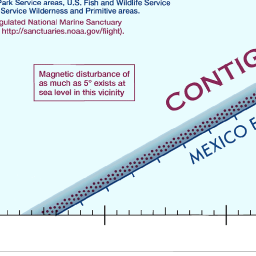 Park Service areas, U.S. Fish and Wildlife Service
Service Wilderness and Primitive areas.
gulated National Marine Sanctuary
http://sanctuaries.noaa.gov/flight).
Magnetic disturbance of
as much as 5° exists at
sea level in this vicinity
CONTIG
MEXICO F